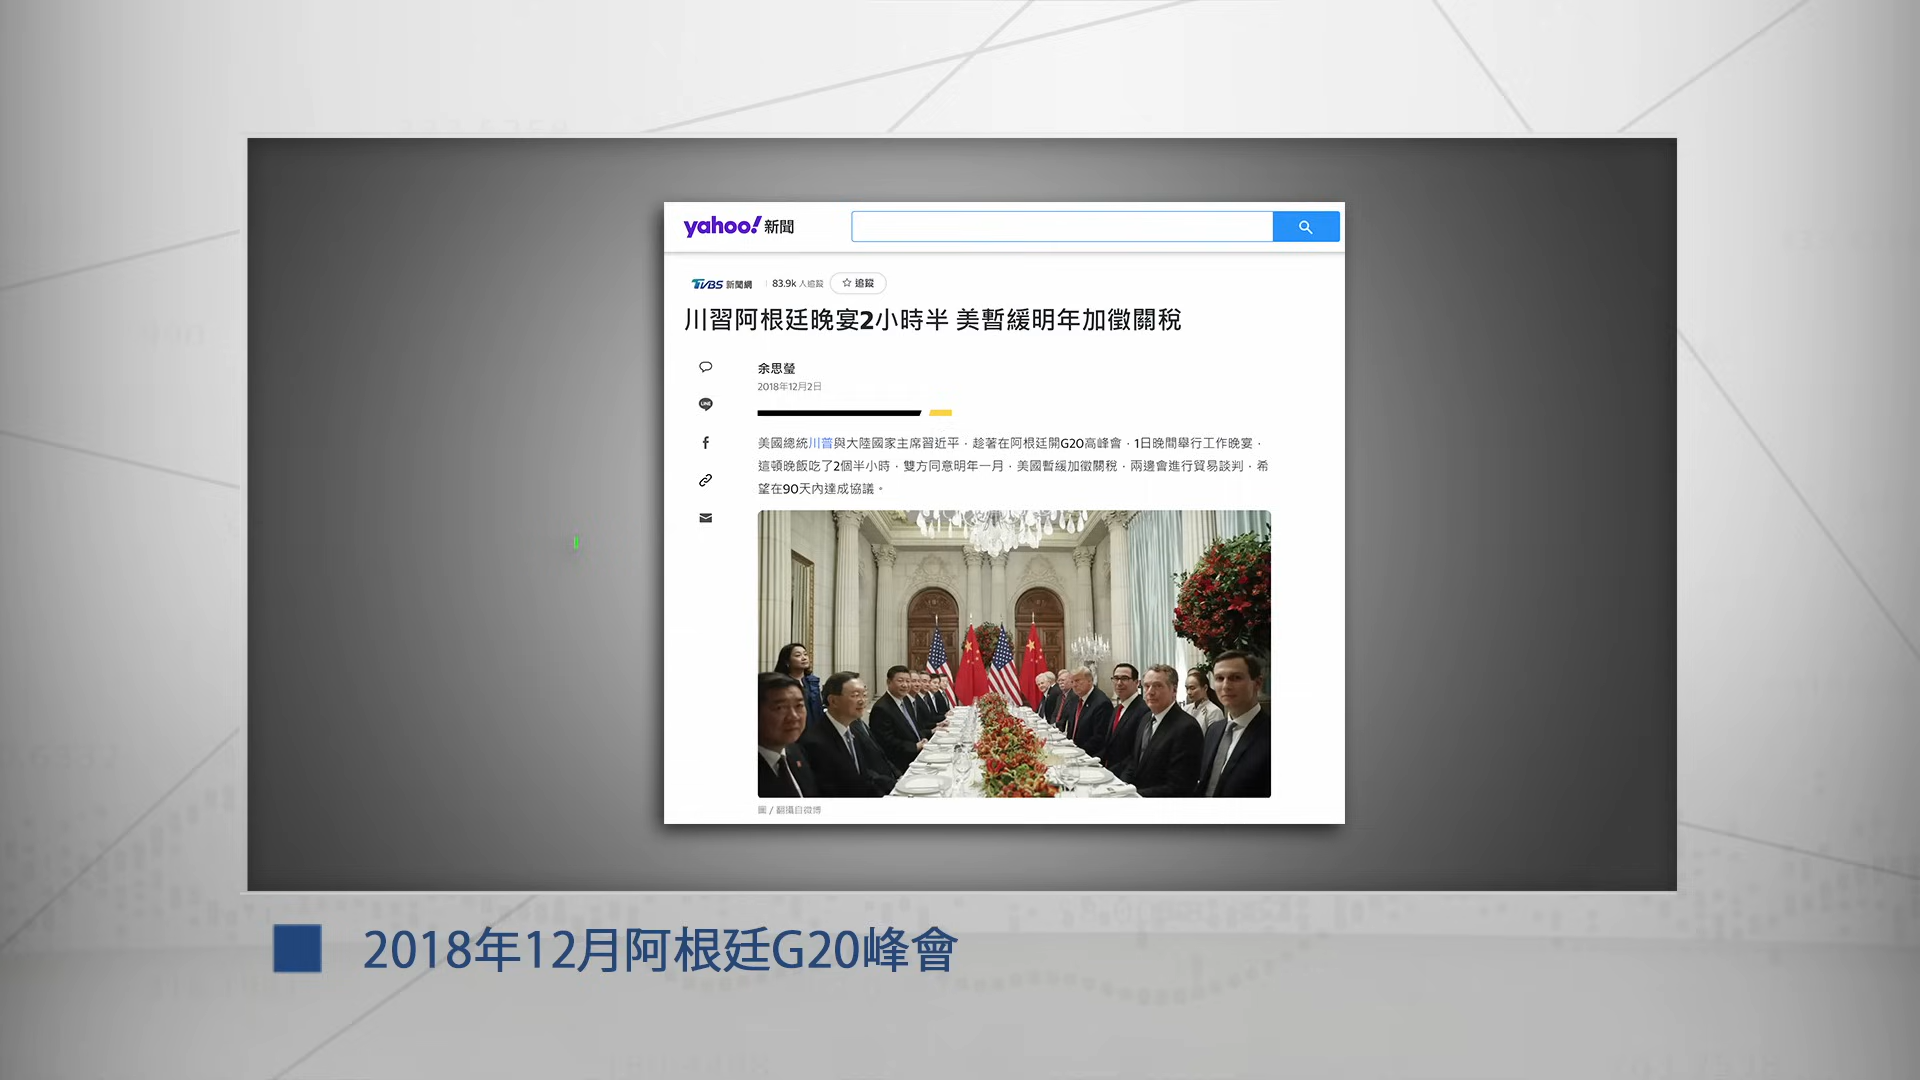 yahoo!新聞
TVBS 新聞網 83.9k 人追蹤 追蹤
川習阿根廷晚宴2小時半 美暫緩明年加徵關稅
余思瑩
2018年12月2日
美國總統川普與大陸國家主席習近平，趁著在阿根廷開G20高峰會，1日晚間舉行工作晚宴，
這頓晚飯吃了2個半小時，雙方同意明年一月，美國暫緩加徵關稅，兩邊會進行貿易談判，希
望在90天內達成協議。
圖／翻攝自微博
2018年12月阿根廷G20峰會